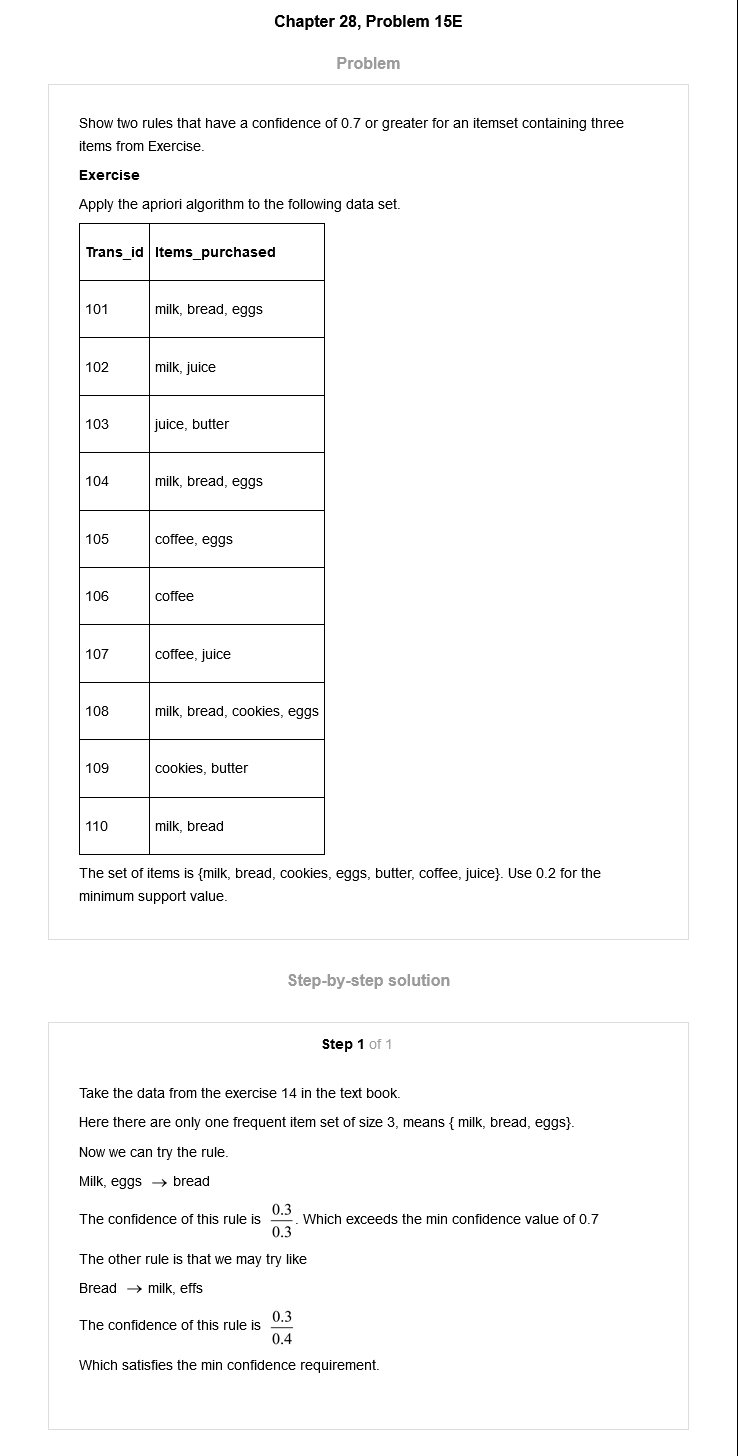 Chapter 28, Problem 15E
Problem
Show two rules that have a confidence of 0.7 or greater for an itemset containing three
items from Exercise.
Exercise
Apply the apriori algorithm to the following data set.
Trans_id Items_purchased
101 milk, bread, eggs
102 milk, juice
103 juice, butter
104 milk, bread, eggs
105 coffee, eggs
106 coffee
107 coffee, juice
108 milk, bread, cookies, eggs
109 cookies, butter
110 milk, bread
The set of items is {milk, bread, cookies, eggs, butter, coffee, juice}. Use 0.2 for the
minimum support value.
Step-by-step solution
Step 1 of 1
Take the data from the exercise 14 in the text book.
Here there are only one frequent item set of size 3, means { milk, bread, eggs}.
Now we can try the rule.
Milk, eggs → bread
The confidence of this rule is 0.3/0.3. Which exceeds the min confidence value of 0.7
The other rule is that we may try like
Bread → milk, effs
The confidence of this rule is 0.3/0.4
Which satisfies the min confidence requirement.